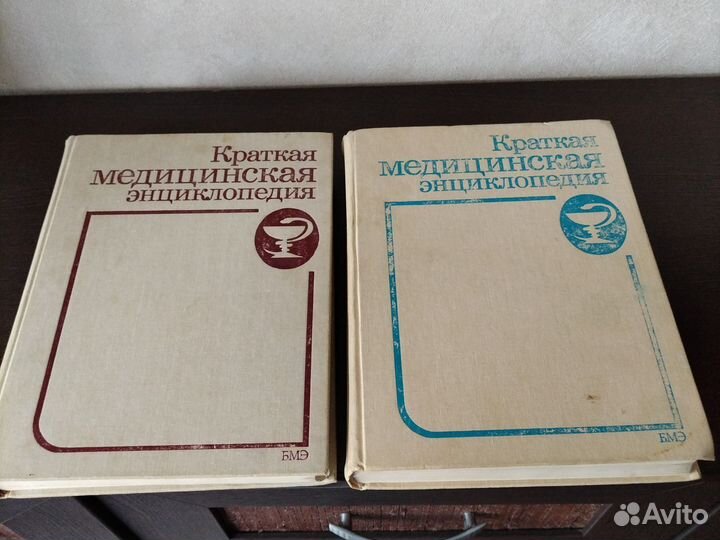 Краткая
медицинская
энциклопедия
БМЭ
Краткая
медицинская
энциклопедия
БМЭ
Avito